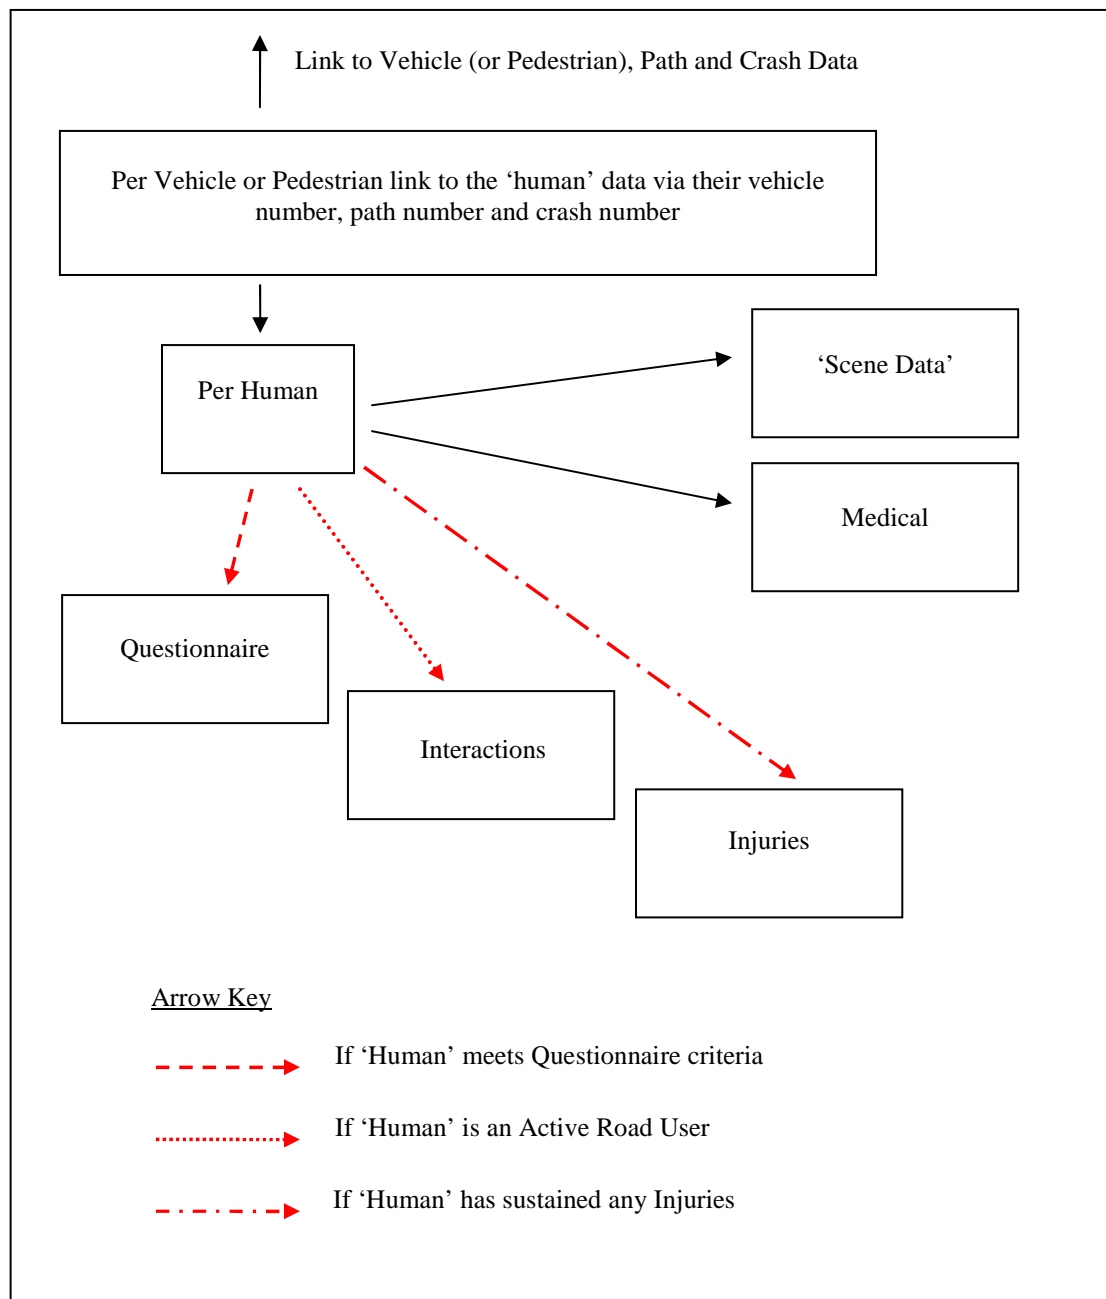 Link to Vehicle (or Pedestrian), Path and Crash Data
Per Vehicle or Pedestrian link to the ‘human’ data via their vehicle
number, path number and crash number
Per Human
‘Scene Data’
Medical
Questionnaire
Interactions
Injuries
Arrow Key
If ‘Human’ meets Questionnaire criteria
If ‘Human’ is an Active Road User
If ‘Human’ has sustained any Injuries